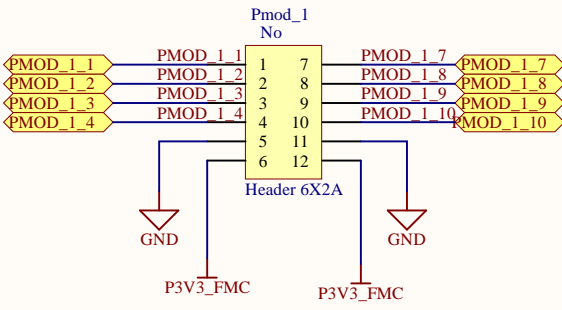 Pmod_1
No
PMOD_1_1 PMOD_1_1 1 7 PMOD_1_7 PMOD_1_7
PMOD_1_2 PMOD_1_2 2 8 PMOD_1_8 PMOD_1_8
PMOD_1_3 PMOD_1_3 3 9 PMOD_1_9 PMOD_1_9
PMOD_1_4 PMOD_1_4 4 10 PMOD_1_10 PMOD_1_10
5 11
6 12
Header 6X2A
GND GND
P3V3_FMC P3V3_FMC